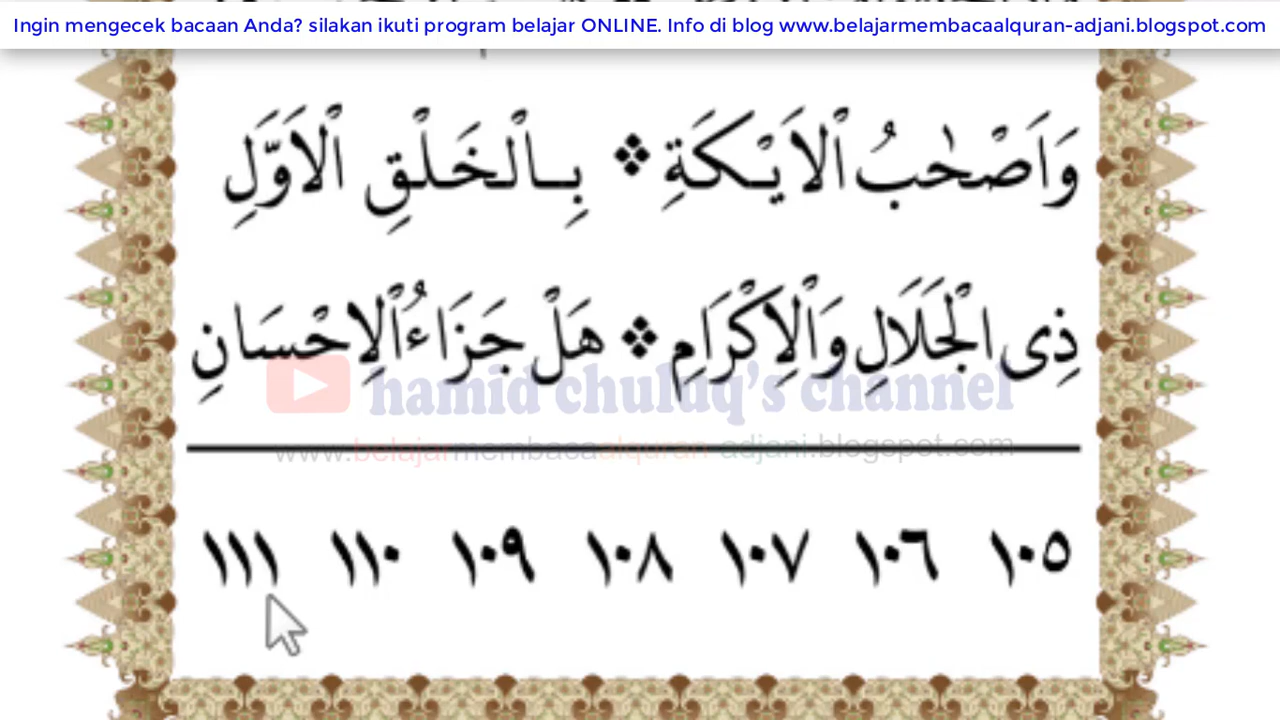 Ingin mengecek bacaan Anda? silakan ikuti program belajar ONLINE. Info di blog www.belajarmembacaalquran-adjani.blogspot.com
وَاَصْحٰبُ الْاَيْكَةِ ❖ بِالْخَلْقِ الْاَوَّلِ
ذِى الْجَلَالِ وَالْاِكْرَامِ ❖ هَلْ جَزَاءُ الْاِحْسَانِ
hamid chuluq's channel
www.belajarmembacaalquran-adjani.blogspot.com
١٠٥ ١٠٦ ١٠٧ ١٠٨ ١٠٩ ١١٠ ١١١